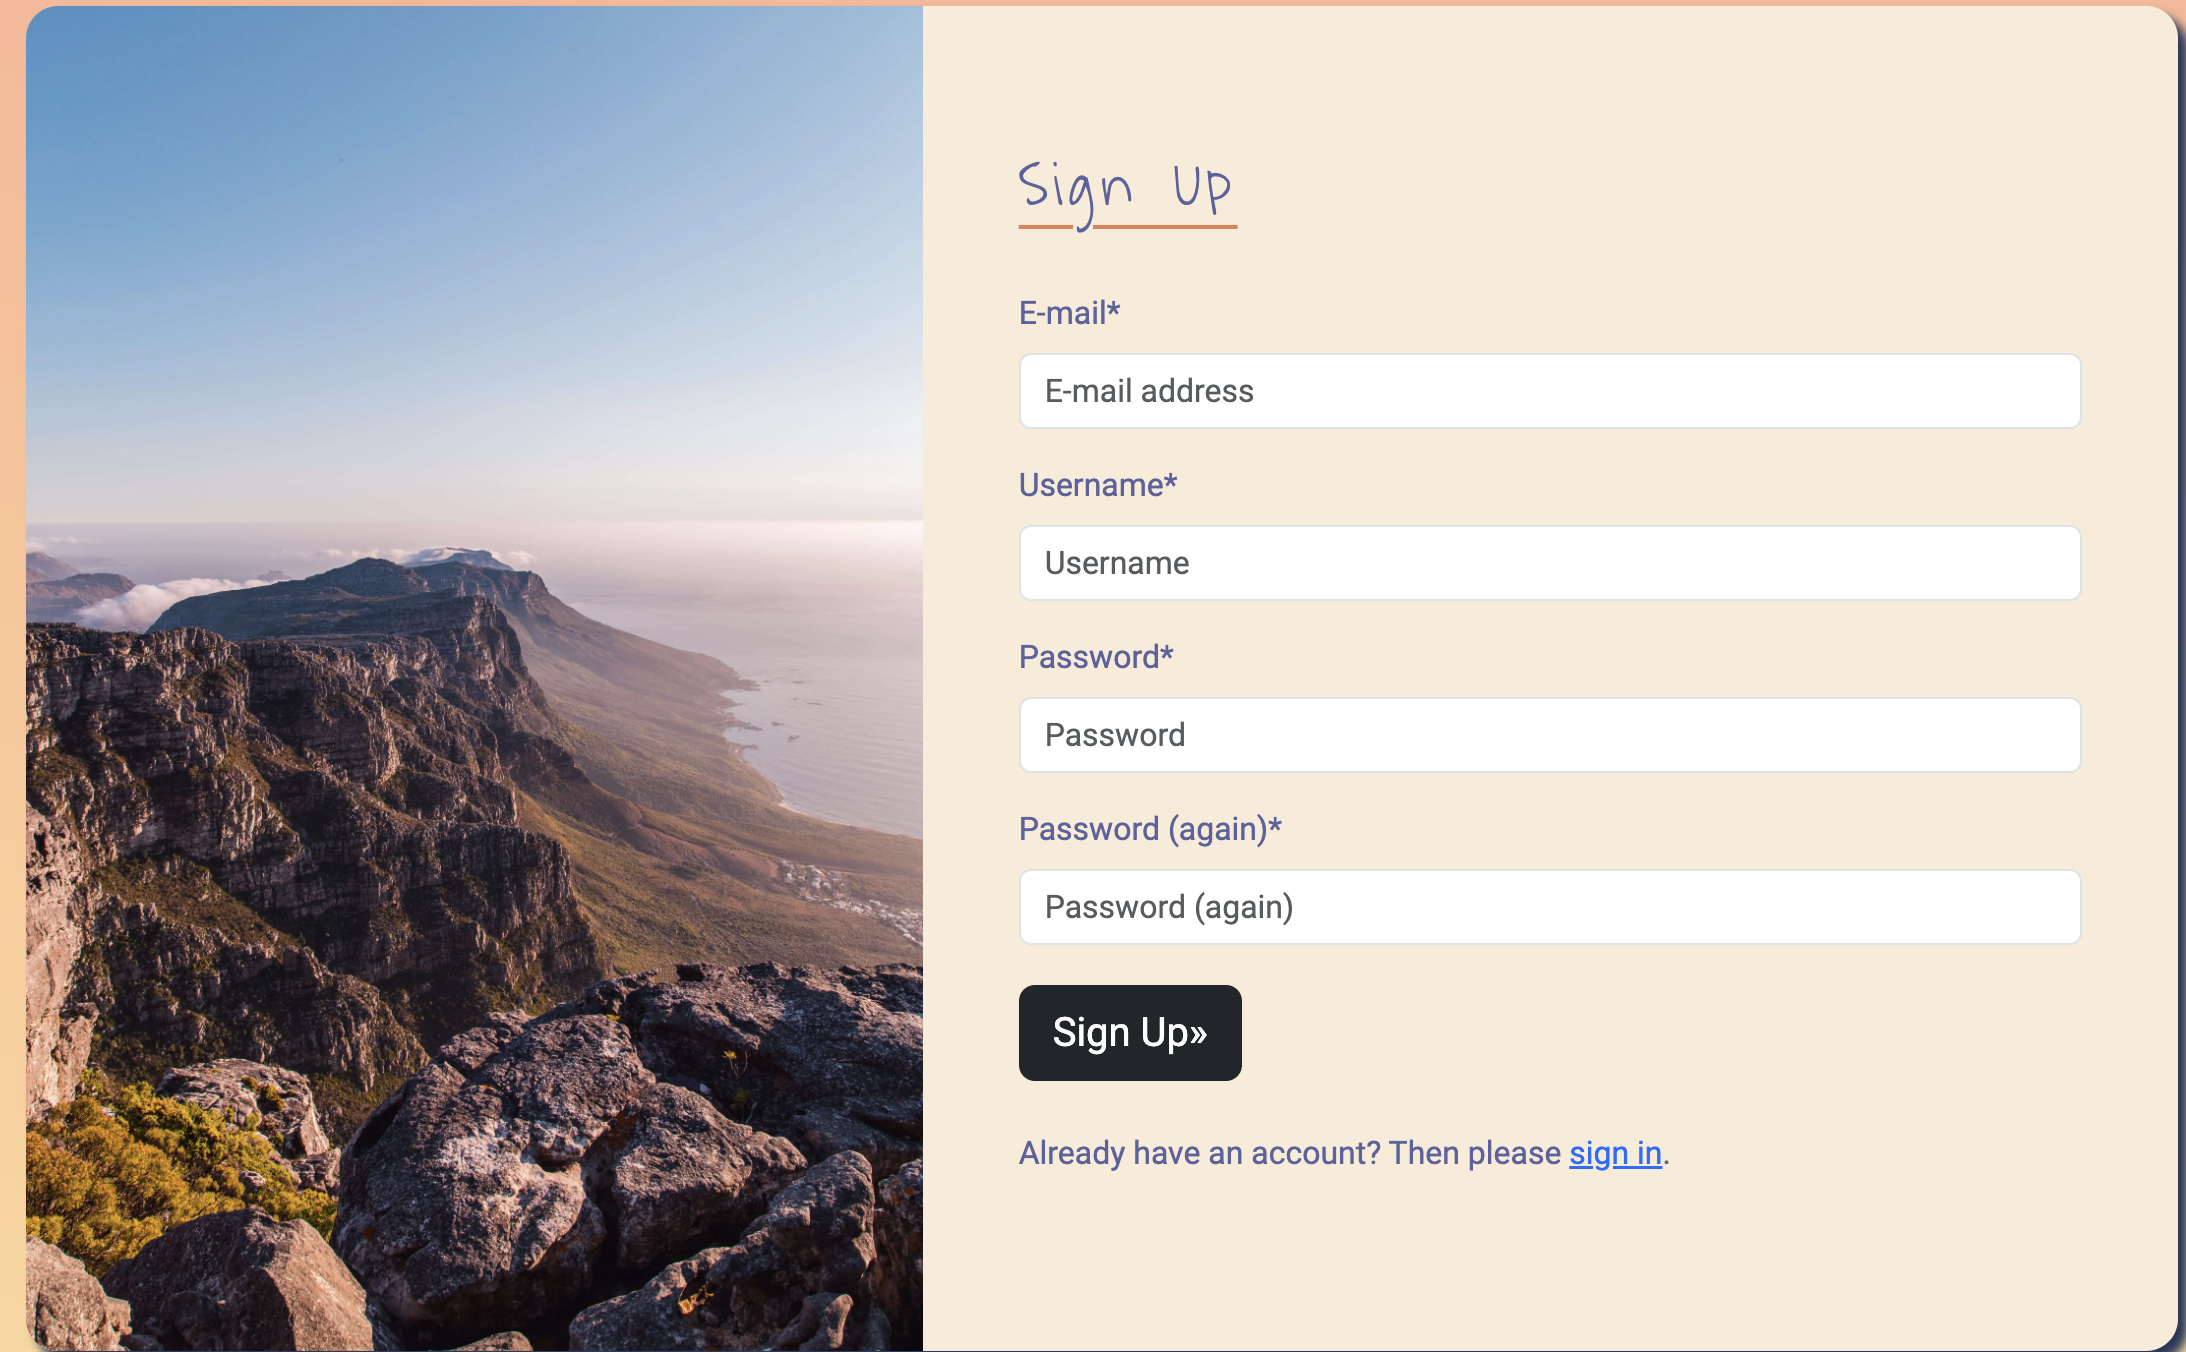 Sign Up
E-mail*
E-mail address
Username*
Username
Password*
Password
Password (again)*
Password (again)
Sign Up»
Already have an account? Then please sign in.